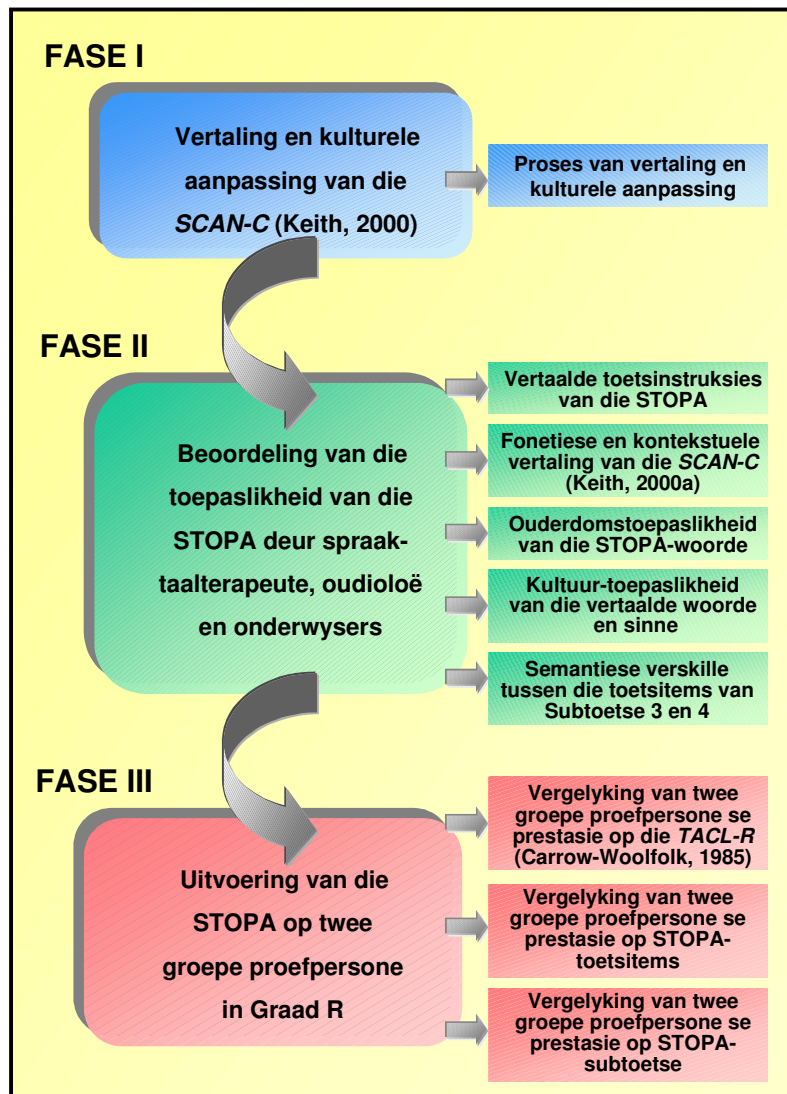 FASE I
Vertaling en kulturele
aanpassing van die
SCAN-C (Keith, 2000)
Proses van vertaling en
kulturele aanpassing
FASE II
Beoordeling van die
toepaslikheid van die
STOPA deur spraak-
taalterapeute, oudioloë
en onderwysers
Vertaalde toetsinstruksies
van die STOPA
Fonetiese en kontekstuele
vertaling van die SCAN-C
(Keith, 2000a)
Ouderdomstoepaslikheid
van die STOPA-woorde
Kultuur-toepaslikheid
van die vertaalde woorde
en sinne
Semantiese verskille
tussen die toetsitems van
Subtoetse 3 en 4
FASE III
Uitvoering van die
STOPA op twee
groepe proefpersone
in Graad R
Vergelyking van twee
groepe proefpersone se
prestasie op die TACL-R
(Carrow-Woolfolk, 1985)
Vergelyking van twee
groepe proefpersone se
prestasie op STOPA-
toetsitems
Vergelyking van twee
groepe proefpersone se
prestasie op STOPA-
subtoetse